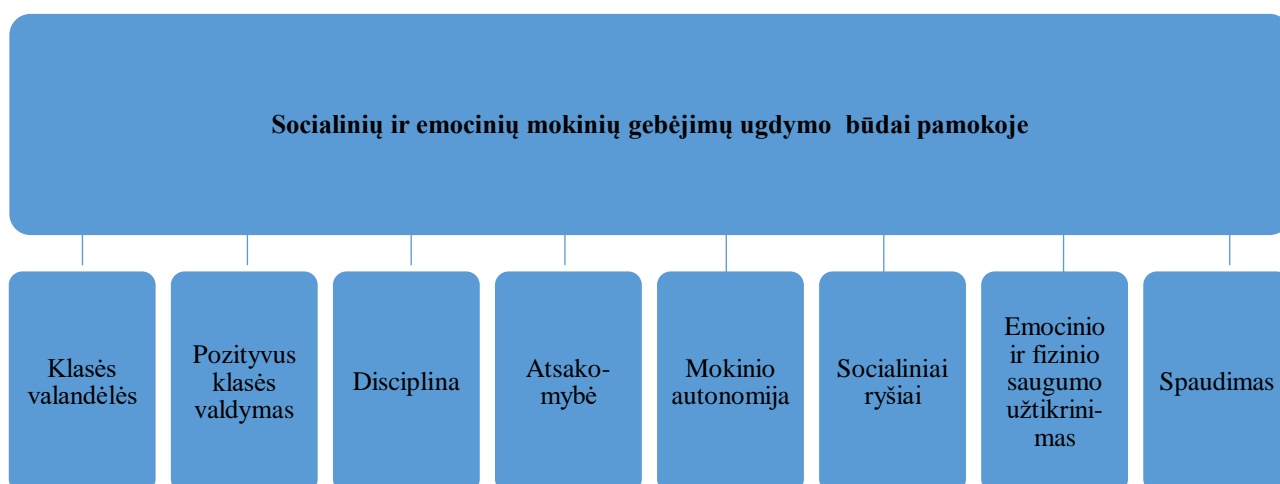 Socialinių ir emocinių mokinių gebėjimų ugdymo  būdai pamokoje
Klasės
valandėlės
Pozityvus
klasės
valdymas
Disciplina
Atsako-
mybė
Mokinio
autonomija
Socialiniai
ryšiai
Emocinio
ir fizinio
saugumo
užtikrini-
mas
Spaudimas